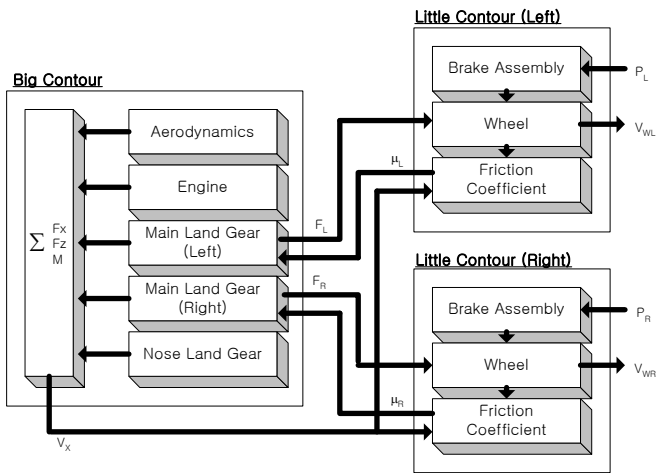 Big Contour
Aerodynamics
Engine
Main Land Gear
(Left)
Main Land Gear
(Right)
Nose Land Gear
∑ Fx
Fz
M
V_X
F_L
F_R
μ_L
μ_R
Little Contour (Left)
Brake Assembly
Wheel
Friction
Coefficient
P_L
V_WL
Little Contour (Right)
Brake Assembly
Wheel
Friction
Coefficient
P_R
V_WR